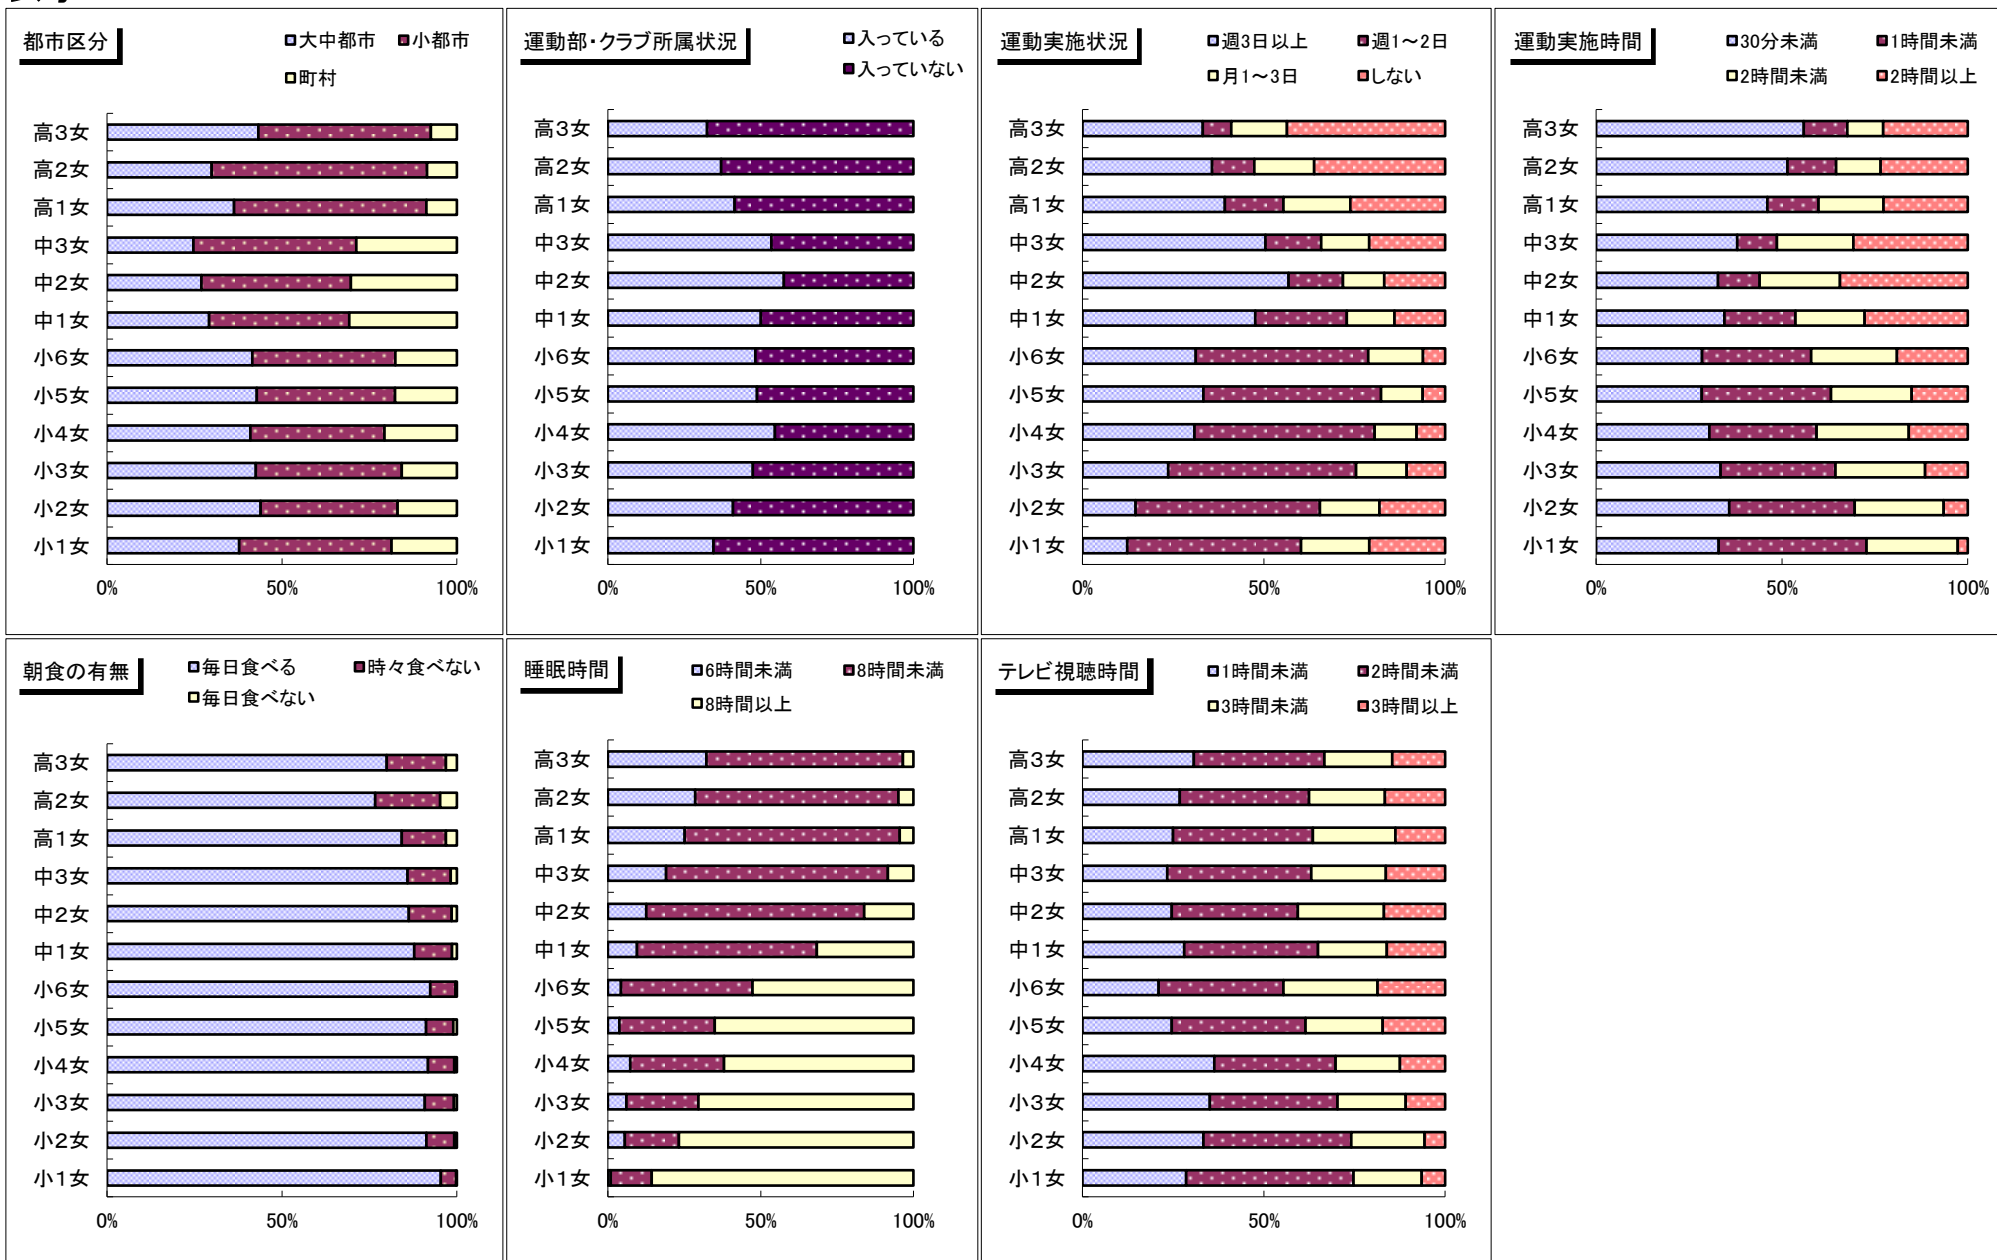 都市区分
大中都市 小都市
町村
高3女
高2女
高1女
中3女
中2女
中1女
小6女
小5女
小4女
小3女
小2女
小1女
0% 50% 100%
運動部・クラブ所属状況
入っている
入っていない
高3女
高2女
高1女
中3女
中2女
中1女
小6女
小5女
小4女
小3女
小2女
小1女
0% 50% 100%
運動実施状況
週3日以上 週1～2日
月1～3日 しない
高3女
高2女
高1女
中3女
中2女
中1女
小6女
小5女
小4女
小3女
小2女
小1女
0% 50% 100%
運動実施時間
30分未満 1時間未満
2時間未満 2時間以上
高3女
高2女
高1女
中3女
中2女
中1女
小6女
小5女
小4女
小3女
小2女
小1女
0% 50% 100%
朝食の有無
毎日食べる 時々食べない
毎日食べない
高3女
高2女
高1女
中3女
中2女
中1女
小6女
小5女
小4女
小3女
小2女
小1女
0% 50% 100%
睡眠時間
6時間未満 8時間未満
8時間以上
高3女
高2女
高1女
中3女
中2女
中1女
小6女
小5女
小4女
小3女
小2女
小1女
0% 50% 100%
テレビ視聴時間
1時間未満 2時間未満
3時間未満 3時間以上
高3女
高2女
高1女
中3女
中2女
中1女
小6女
小5女
小4女
小3女
小2女
小1女
0% 50% 100%